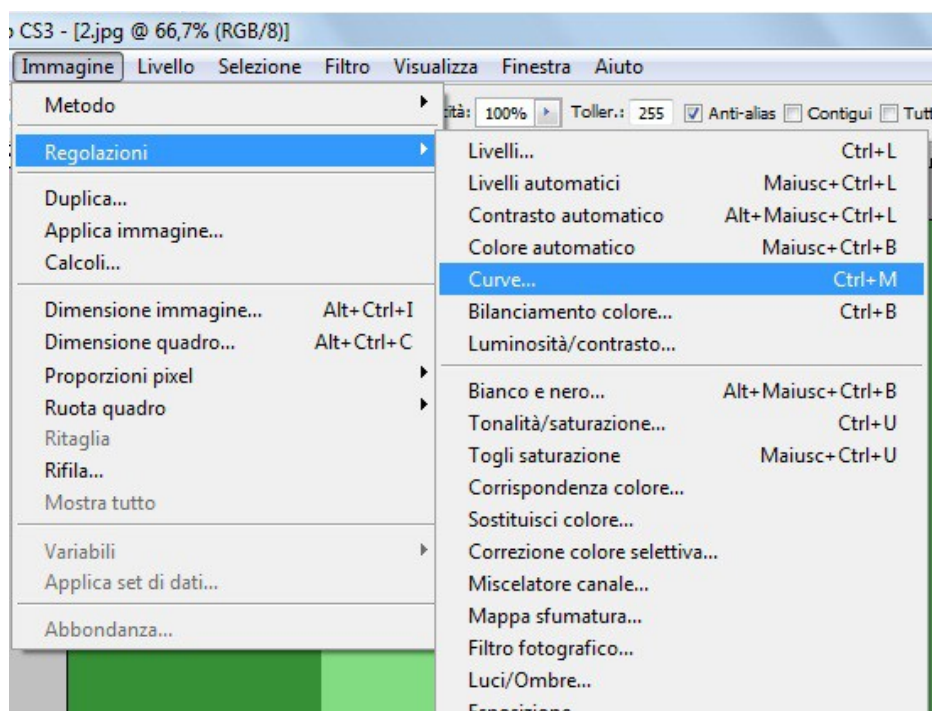 CS3 - [2.jpg @ 66,7% (RGB/8)]
Immagine Livello Selezione Filtro Visualizza Finestra Aiuto
100% Toller.: 255 Anti-alias Contigui
Metodo
Regolazioni
Duplica...
Applica immagine...
Calcoli...
Dimensione immagine... Alt+Ctrl+I
Dimensione quadro... Alt+Ctrl+C
Proporzioni pixel
Ruota quadro
Ritaglia
Rifila...
Mostra tutto
Variabili
Applica set di dati...
Abbondanza...
Livelli... Ctrl+L
Livelli automatici Maiusc+Ctrl+L
Contrasto automatico Alt+Maiusc+Ctrl+L
Colore automatico Maiusc+Ctrl+B
Curve... Ctrl+M
Bilanciamento colore... Ctrl+B
Luminosità/contrasto...
Bianco e nero... Alt+Maiusc+Ctrl+B
Tonalità/saturazione... Ctrl+U
Togli saturazione Maiusc+Ctrl+U
Corrispondenza colore...
Sostituisci colore...
Correzione colore selettiva...
Miscelatore canale...
Mappa sfumatura...
Filtro fotografico...
Luci/Ombre...